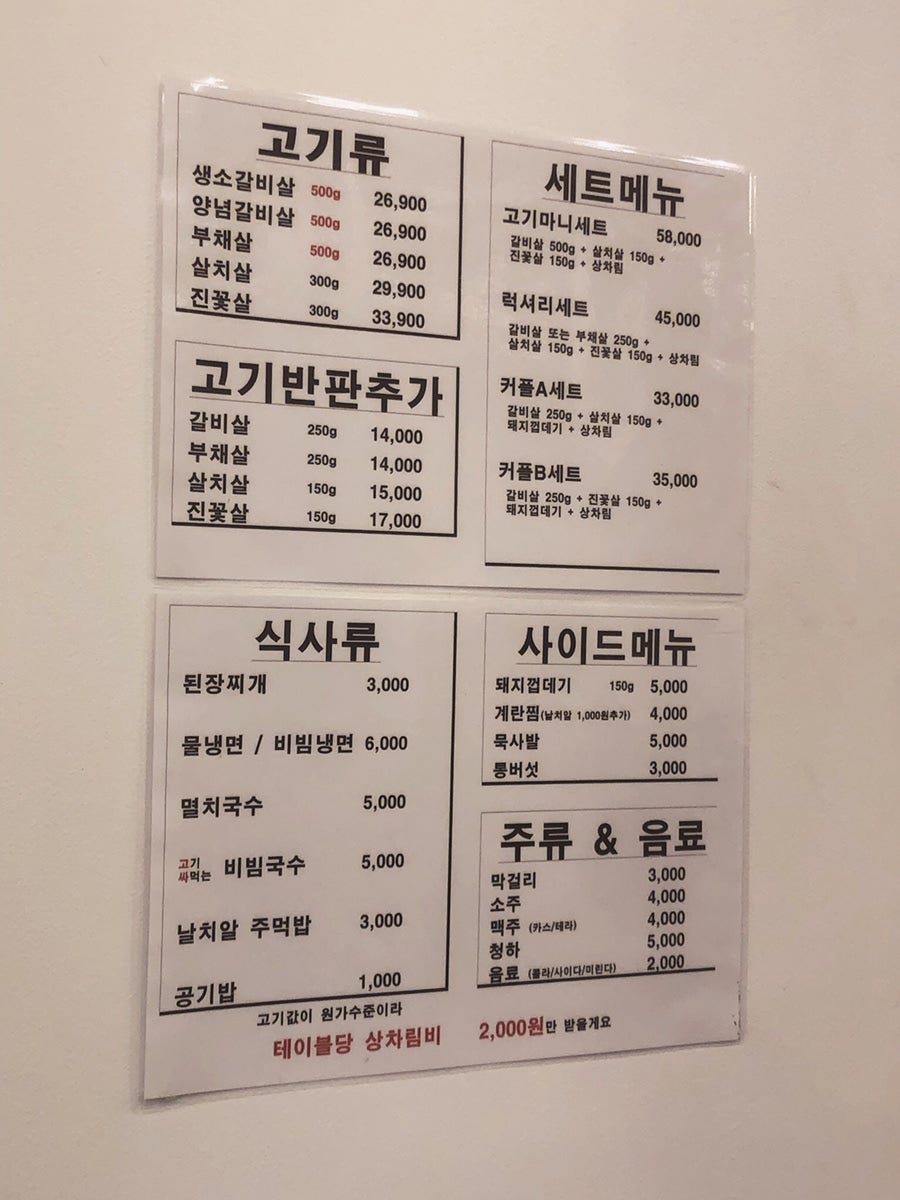 고기류
생소갈비살 500g 26,900
양념갈비살 500g 26,900
부채살 500g 26,900
살치살 300g 29,900
진꽃살 300g 33,900
고기반판추가
갈비살 250g 14,000
부채살 250g 14,000
살치살 150g 15,000
진꽃살 150g 17,000
세트메뉴
고기마니세트 58,000
갈비살 500g + 살치살 150g +
진꽃살 150g + 상차림
럭셔리세트 45,000
갈비살 또는 부채살 250g +
살치살 150g + 진꽃살 150g + 상차림
커플A세트 33,000
갈비살 250g + 살치살 150g +
돼지껍데기 + 상차림
커플B세트 35,000
갈비살 250g + 진꽃살 150g +
돼지껍데기 + 상차림
식사류
된장찌개 3,000
물냉면 / 비빔냉면 6,000
멸치국수 5,000
고기
싸먹는 비빔국수 5,000
날치알 주먹밥 3,000
공기밥 1,000
사이드메뉴
돼지껍데기 150g 5,000
계란찜(날치알 1,000원추가) 4,000
묵사발 5,000
통버섯 3,000
주류 & 음료
막걸리 3,000
소주 4,000
맥주 (카스/테라) 4,000
청하 5,000
음료 (콜라/사이다/미린다) 2,000
고기값이 원가수준이라
테이블당 상차림비 2,000원만 받을게요